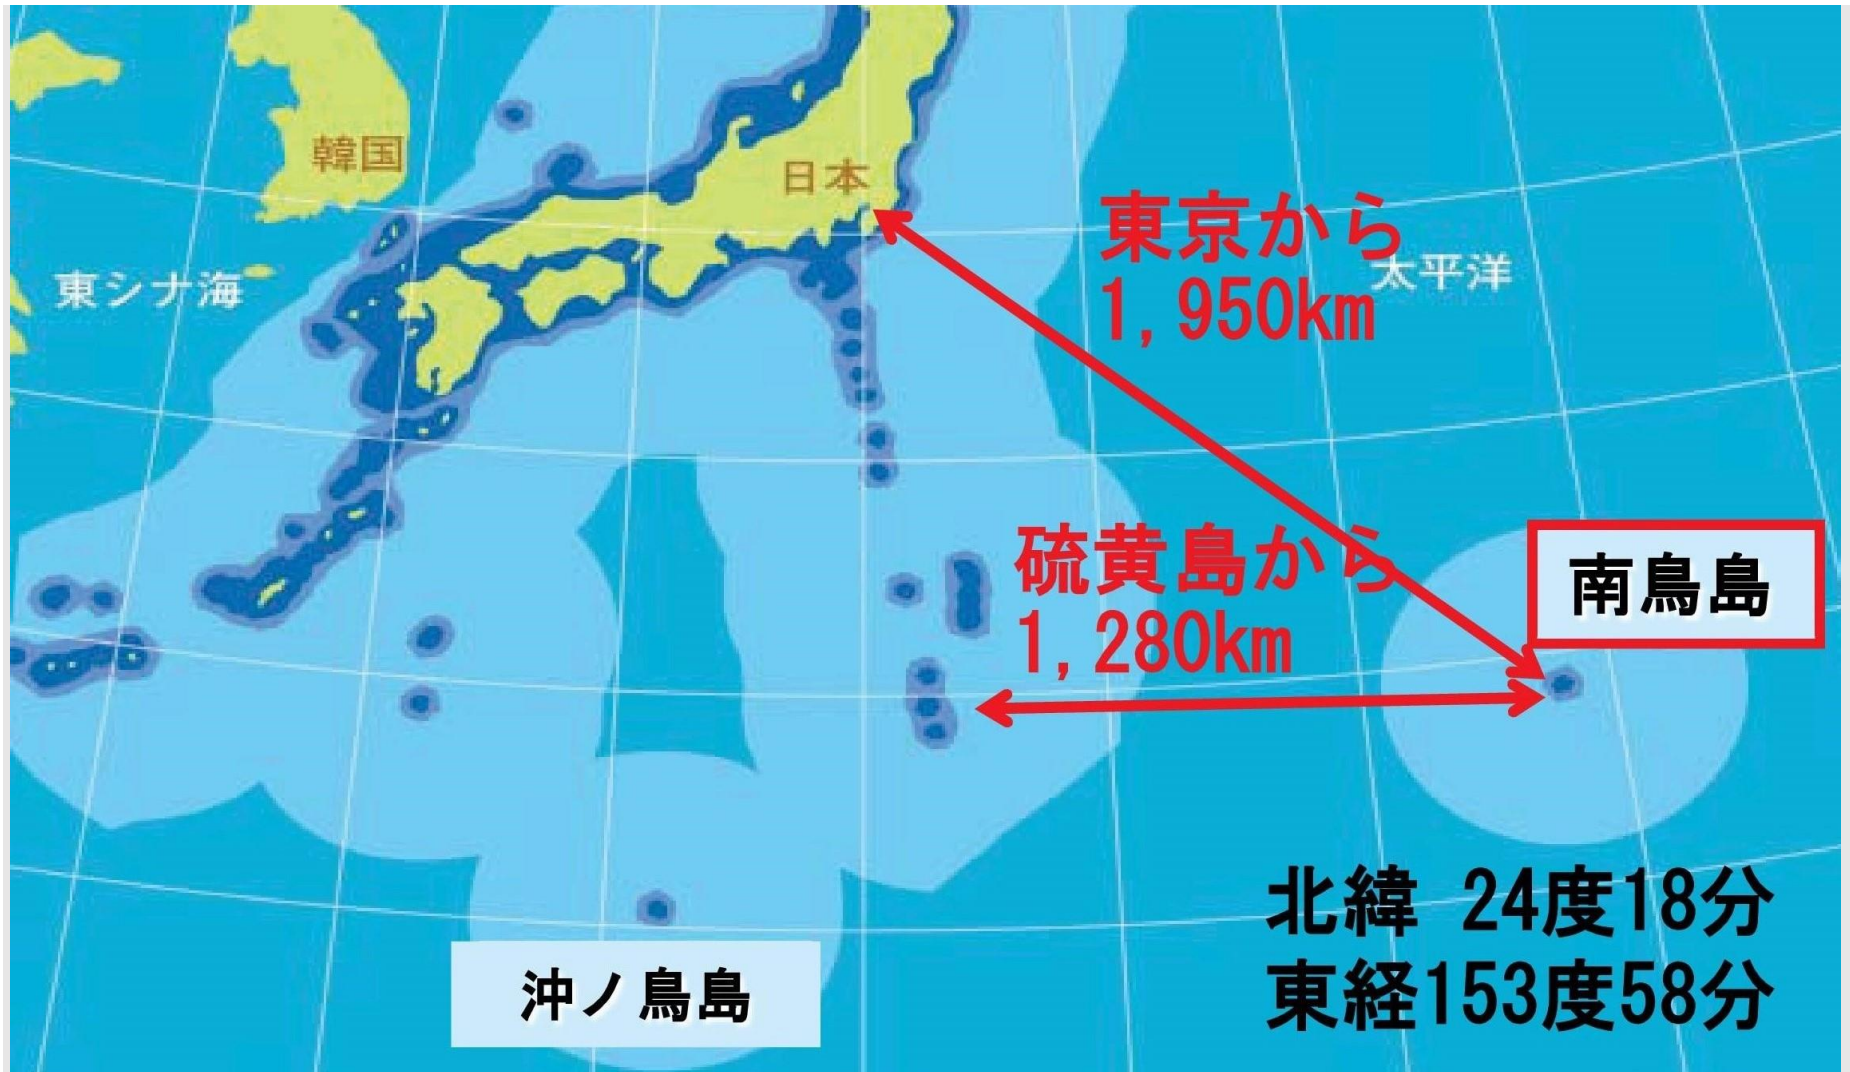 韓国
日本
東シナ海
東京から
1,950km
太平洋
硫黄島から
1,280km
南鳥島
沖ノ鳥島
北緯 24度18分
東経153度58分